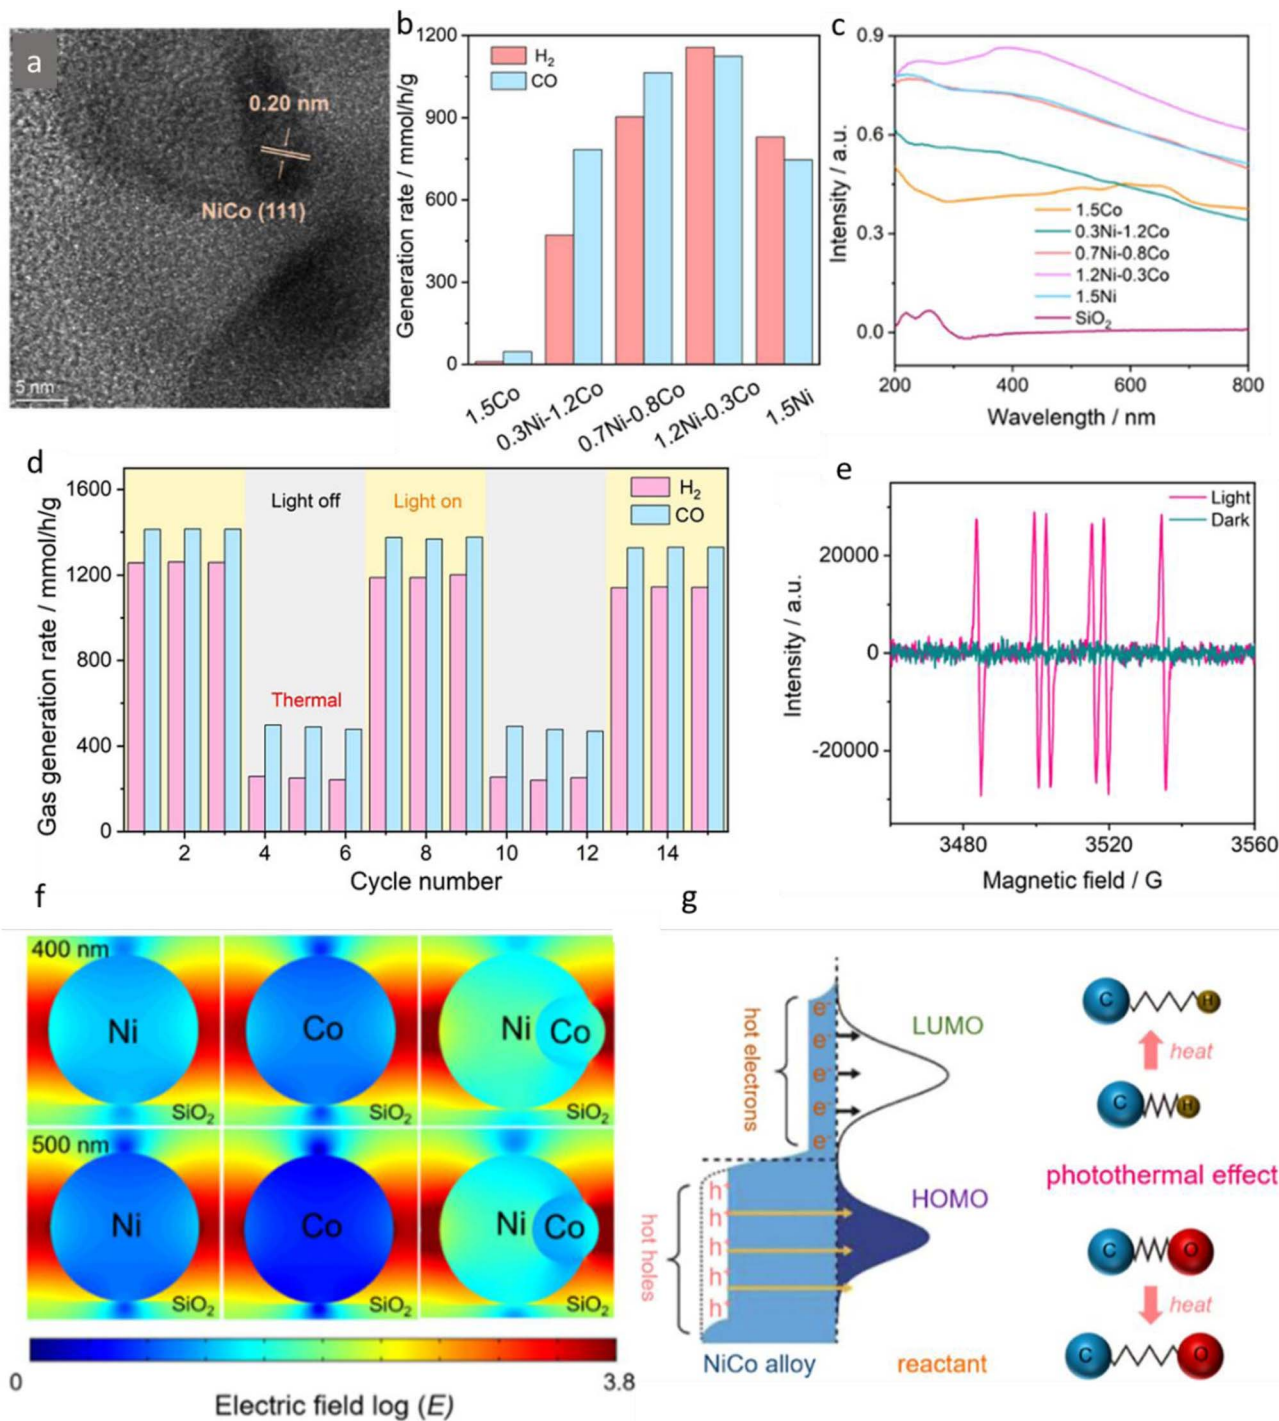 a
0.20 nm
NiCo (111)
5 nm
b
H₂
CO
Generation rate / mmol/h/g
1200
900
600
300
0
1.5Co
0.3Ni-1.2Co
0.7Ni-0.8Co
1.2Ni-0.3Co
1.5Ni
c
Intensity / a.u.
0.9
0.6
0.3
0.0
1.5Co
0.3Ni-1.2Co
0.7Ni-0.8Co
1.2Ni-0.3Co
1.5Ni
SiO₂
200 400 600 800
Wavelength / nm
d
Gas generation rate / mmol/h/g
1600
1200
800
400
0
Light off
Light on
H₂
CO
Thermal
2 4 6 8 10 12 14
Cycle number
e
Light
Dark
Intensity / a.u.
20000
0
-20000
3480 3520 3560
Magnetic field / G
f
400 nm
Ni
Co
Ni Co
SiO₂ SiO₂ SiO₂
500 nm
Ni
Co
Ni Co
SiO₂ SiO₂ SiO₂
0 3.8
Electric field log (E)
g
hot electrons
e⁻
e⁻
e⁻
e⁻
e⁻
LUMO
HOMO
hot holes
h⁺
h⁺
h⁺
h⁺
h⁺
NiCo alloy
reactant
C H
heat
C H
photothermal effect
C O
heat
C O